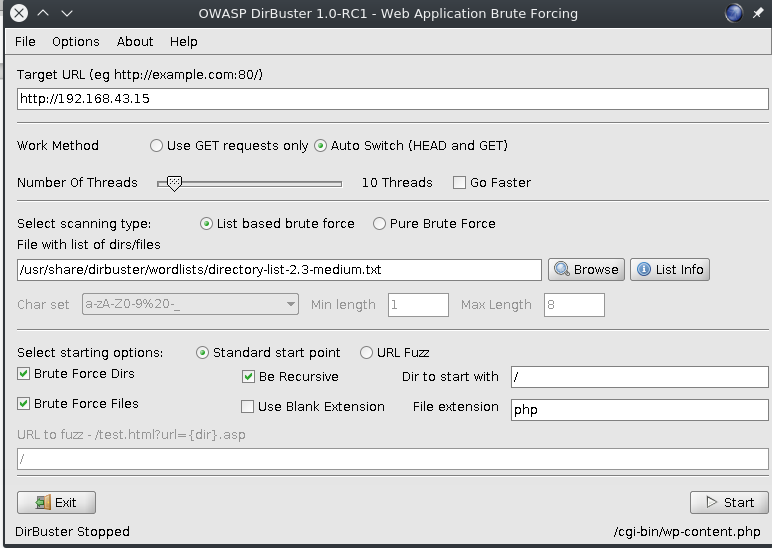 OWASP DirBuster 1.0-RC1 - Web Application Brute Forcing
File Options About Help
Target URL (eg http://example.com:80/)
http://192.168.43.15
Work Method Use GET requests only Auto Switch (HEAD and GET)
Number Of Threads 10 Threads Go Faster
Select scanning type: List based brute force Pure Brute Force
File with list of dirs/files
/usr/share/dirbuster/wordlists/directory-list-2.3-medium.txt Browse List Info
Char set a-zA-Z0-9%20-_ Min length 1 Max Length 8
Select starting options: Standard start point URL Fuzz
Brute Force Dirs Be Recursive Dir to start with /
Brute Force Files Use Blank Extension File extension php
URL to fuzz - /test.html?url={dir}.asp
/
Exit Start
DirBuster Stopped /cgi-bin/wp-content.php